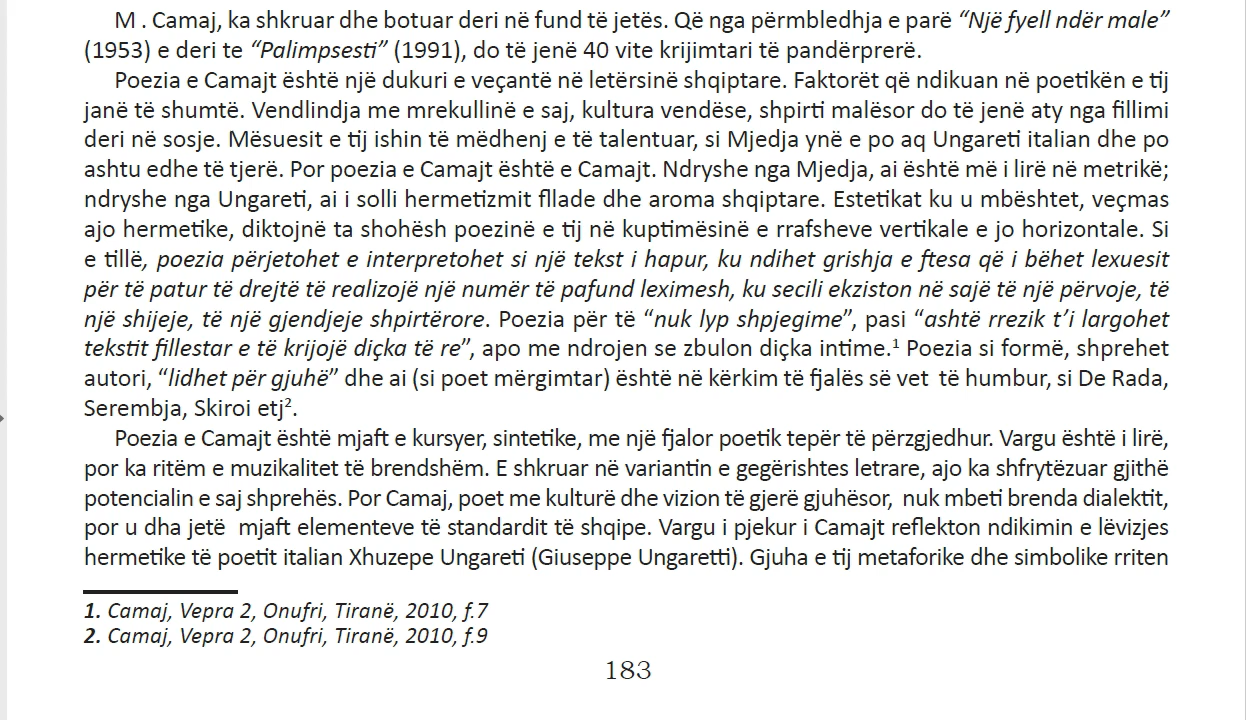 M . Camaj, ka shkruar dhe botuar deri në fund të jetës. Që nga përmbledhja e parë “Një fyell ndër male”
(1953) e deri te “Palimpsesti” (1991), do të jenë 40 vite krijimtari të pandërprerë.
Poezia e Camajt është një dukuri e veçantë në letërsinë shqiptare. Faktorët që ndikuan në poetikën e tij
janë të shumtë. Vendlindja me mrekullinë e saj, kultura vendëse, shpirti malësor do të jenë aty nga fillimi
deri në sosje. Mësuesit e tij ishin të mëdhenj e të talentuar, si Mjedja ynë e po aq Ungareti italian dhe po
ashtu edhe të tjerë. Por poezia e Camajt është e Camajt. Ndryshe nga Mjedja, ai është më i lirë në metrikë;
ndryshe nga Ungareti, ai i solli hermetizmit fllade dhe aroma shqiptare. Estetikat ku u mbështet, veçmas
ajo hermetike, diktojnë ta shohësh poezinë e tij në kuptimësinë e rrafsheve vertikale e jo horizontale. Si
e tillë, poezia përjetohet e interpretohet si një tekst i hapur, ku ndihet grishja e ftesa që i bëhet lexuesit
për të patur të drejtë të realizojë një numër të pafund leximesh, ku secili ekziston në sajë të një përvoje, të
një shijeje, të një gjendjeje shpirtërore. Poezia për të “nuk lyp shpjegime”, pasi “ashtë rrezik t’i largohet
tekstit fillestar e të krijojë diçka të re”, apo me ndrojen se zbulon diçka intime.¹ Poezia si formë, shprehet
autori, “lidhet për gjuhë” dhe ai (si poet mërgimtar) është në kërkim të fjalës së vet  të humbur, si De Rada,
Serembja, Skiroi etj².
Poezia e Camajt është mjaft e kursyer, sintetike, me një fjalor poetik tepër të përzgjedhur. Vargu është i lirë,
por ka ritëm e muzikalitet të brendshëm. E shkruar në variantin e gegërishtes letrare, ajo ka shfrytëzuar gjithë
potencialin e saj shprehës. Por Camaj, poet me kulturë dhe vizion të gjerë gjuhësor,  nuk mbeti brenda dialektit,
por u dha jetë  mjaft elementeve të standardit të shqipe. Vargu i pjekur i Camajt reflekton ndikimin e lëvizjes
hermetike të poetit italian Xhuzepe Ungareti (Giuseppe Ungaretti). Gjuha e tij metaforike dhe simbolike rriten
1. Camaj, Vepra 2, Onufri, Tiranë, 2010, f.7
2. Camaj, Vepra 2, Onufri, Tiranë, 2010, f.9
183